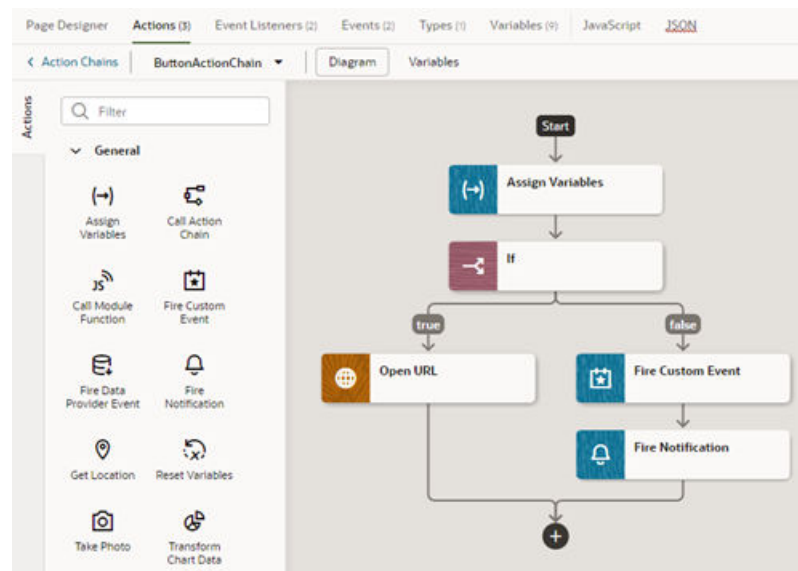 Page Designer Actions (3) Event Listeners (2) Events (2) Types (1) Variables (9) JavaScript JSON
Action Chains ButtonActionChain Diagram Variables
Actions
Filter
General
Assign
Variables
Call Action
Chain
JS
Call Module
Function
Fire Custom
Event
Fire Data
Provider Event
Fire
Notification
Get Location
Reset Variables
Take Photo
Transform
Chart Data
Start
Assign Variables
If
true
false
Open URL
Fire Custom Event
Fire Notification